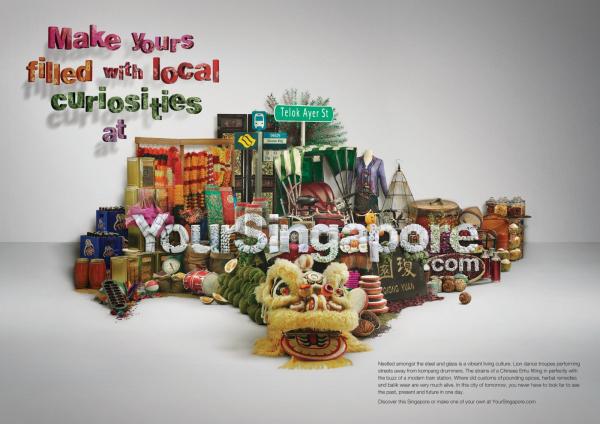 Make yours
filled with local
curiosities
at
Telok Ayer St
YourSingapore
.com
QIONG YUAN
Nestled amongst the steel and glass is a vibrant living culture. Lion dance troupes performing
streets away from kompang drummers. The strains of a Chinese Erhu fitting in perfectly with
the buzz of a modern train station. Where old customs of pounding spices, herbal remedies
and batik wear are very much alive. In this city of tomorrow, you never have to look far to see
the past, present and future in one day.
Discover this Singapore or make one of your own at YourSingapore.com